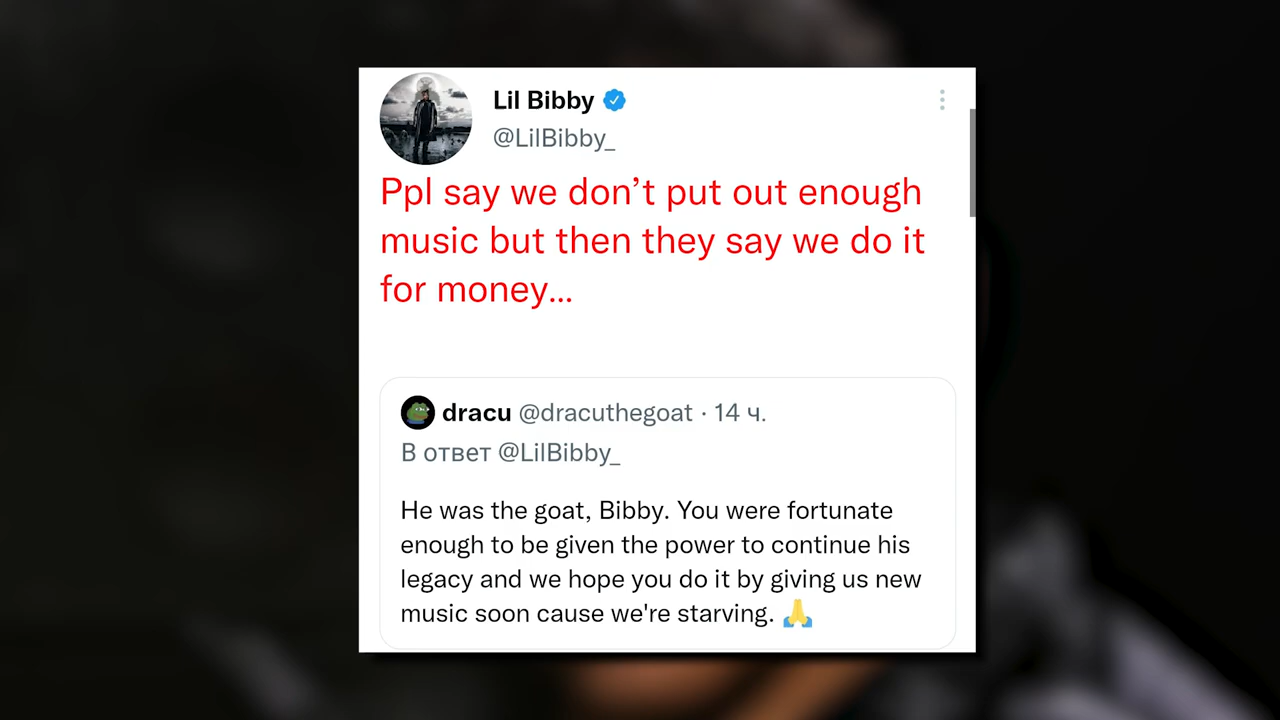 Lil Bibby
@LilBibby_
Ppl say we don’t put out enough
music but then they say we do it
for money...
dracu @dracuthegoat · 14 ч.
В ответ @LilBibby_
He was the goat, Bibby. You were fortunate
enough to be given the power to continue his
legacy and we hope you do it by giving us new
music soon cause we're starving. 🙏